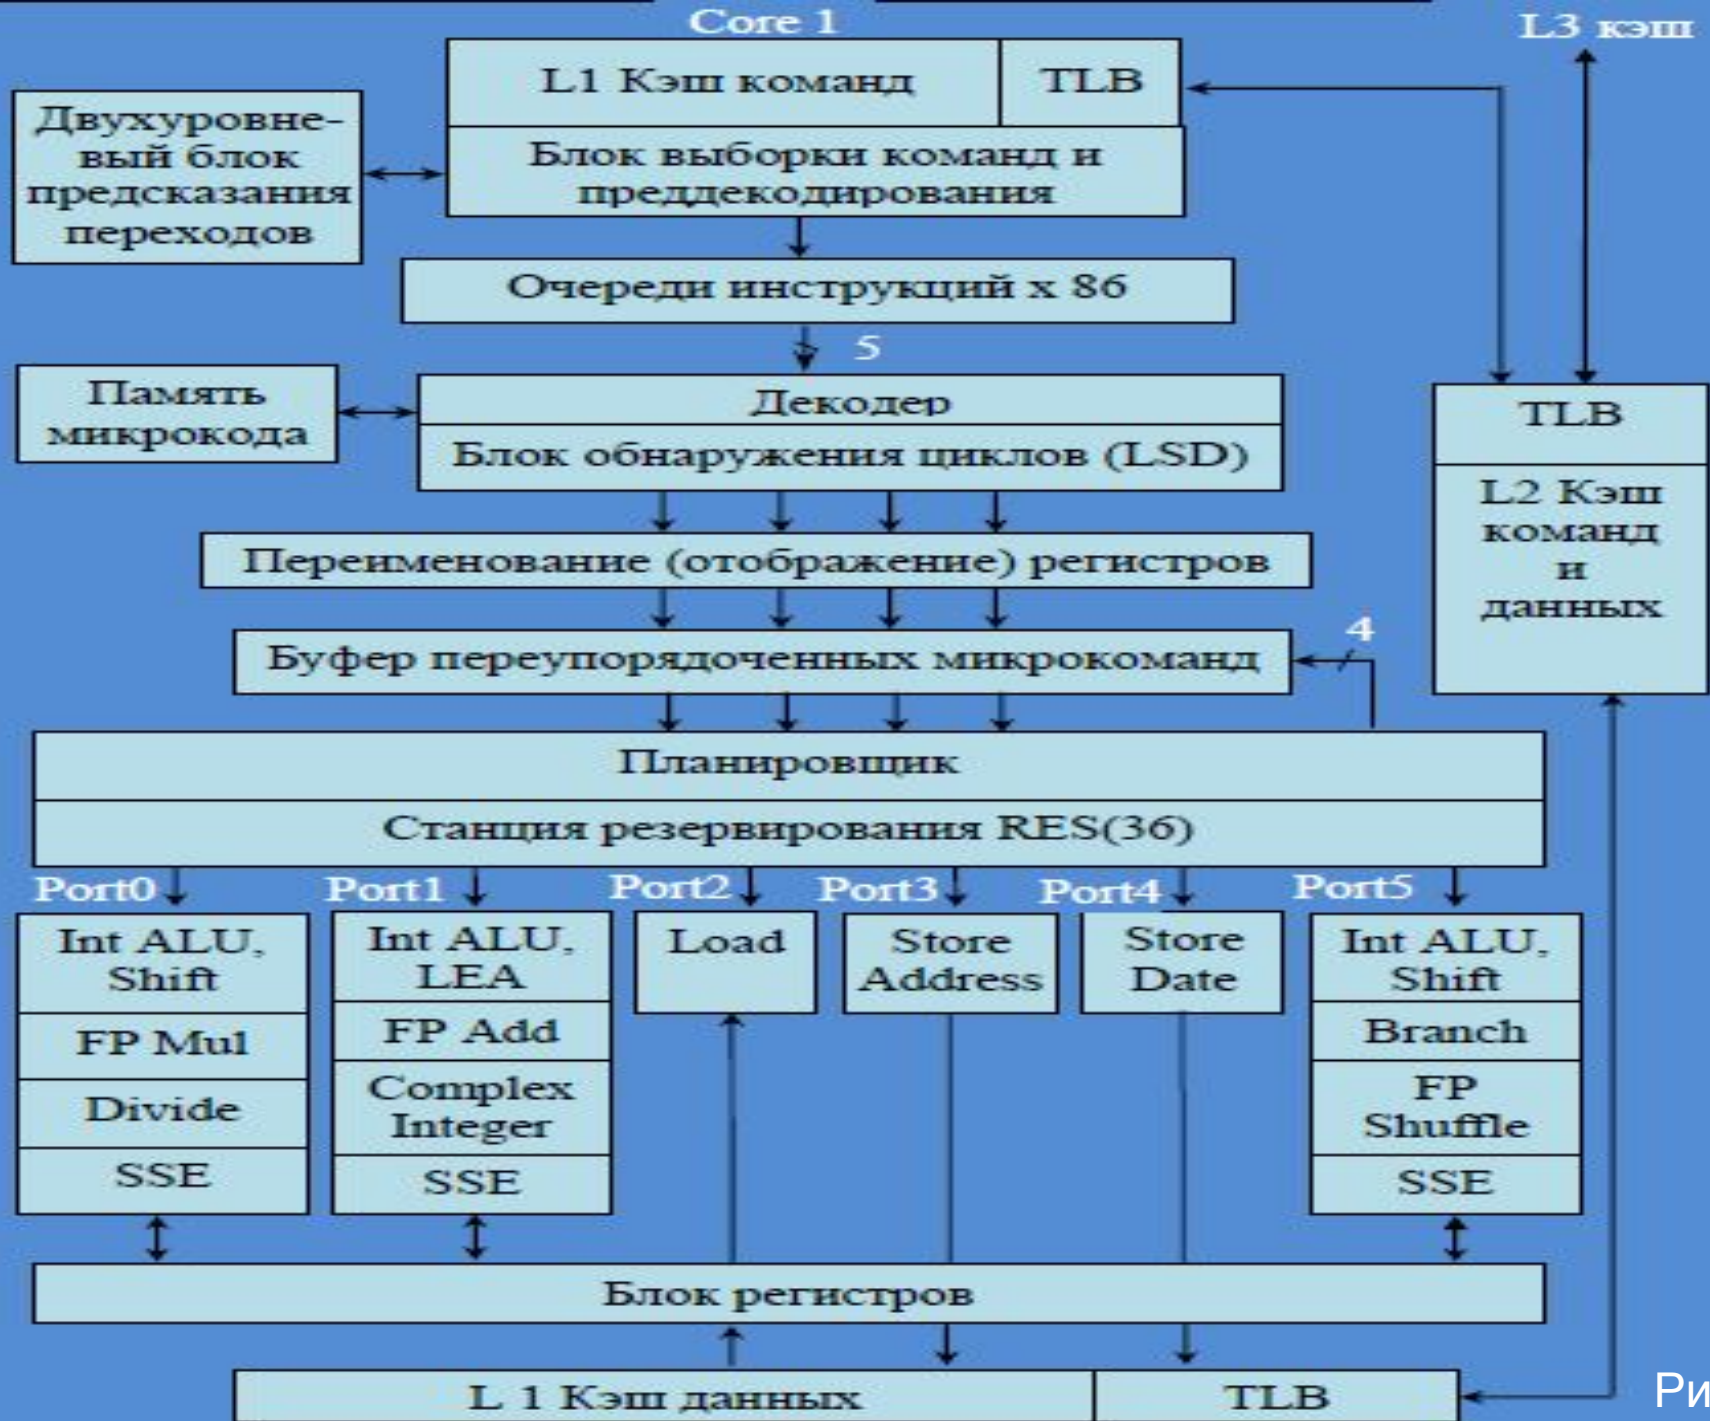 Core 1
L3 кэш
L1 Кэш команд
TLB
Двухуровне-
вый блок
предсказания
переходов
Блок выборки команд и
преддекодирования
Очереди инструкций x 86
5
Память
микрокода
Декодер
Блок обнаружения циклов (LSD)
TLB
L2 Кэш
команд
и
данных
Переименование (отображение) регистров
4
Буфер переупорядоченных микрокоманд
Планировщик
Станция резервирования RES(36)
Port0
Port1
Port2
Port3
Port4
Port5
Int ALU,
Shift
FP Mul
Divide
SSE
Int ALU,
LEA
FP Add
Complex
Integer
SSE
Load
Store
Address
Store
Date
Int ALU,
Shift
Branch
FP
Shuffle
SSE
Блок регистров
L 1 Кэш данных
TLB
Ри